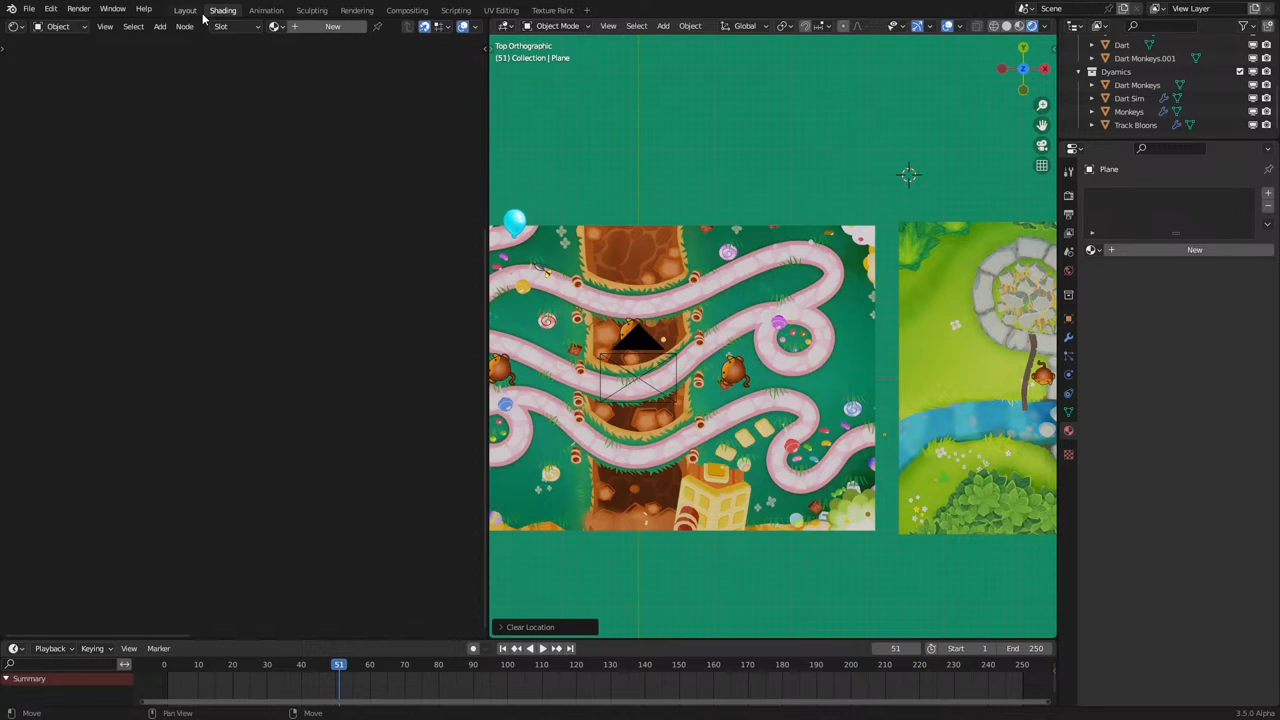 File Edit Render Window Help Layout Shading Animation Sculpting Rendering Compositing Scripting UV Editing Texture Paint + Scene View Layer
Object View Select Add Node Slot New Object Mode View Select Add Object Global
Top Orthographic
(51) Collection | Plane
Y
Z
X
Dart
Dart Monkeys.001
Dyamics
Dart Monkeys
Dart Sim
Monkeys
Track Bloons
Plane
New
Clear Location
Playback Keying View Marker 51 Start 1 End 250
0 10 20 30 40 51 60 70 80 90 100 110 120 130 140 150 160 170 180 190 200 210 220 230 240 250
Summary
Move Pan View Move 3.5.0 Alpha